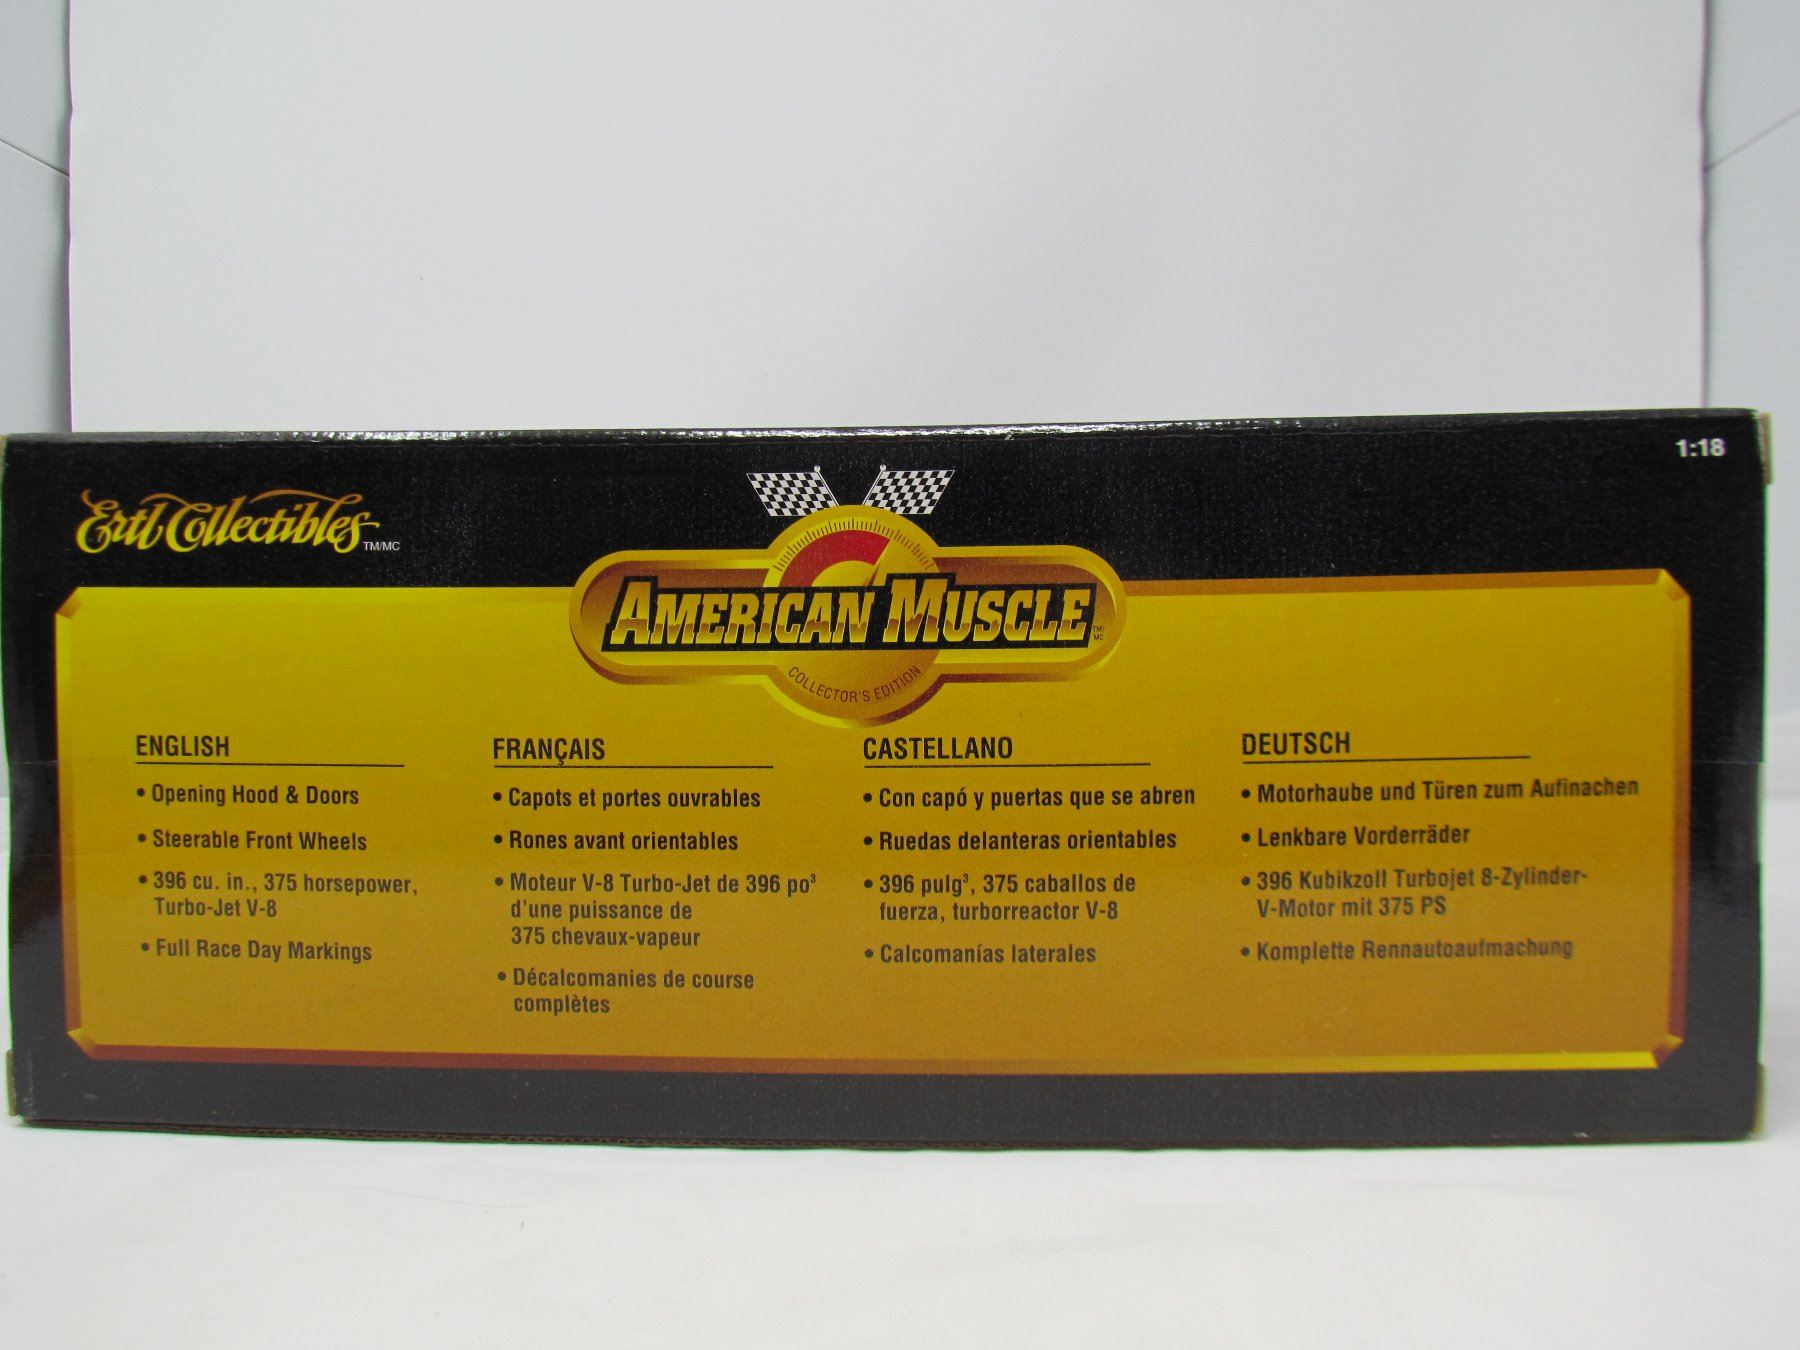 1:18
Ertl Collectibles TM/MC
AMERICAN MUSCLE TM/MC
COLLECTOR'S EDITION
ENGLISH
• Opening Hood & Doors
• Steerable Front Wheels
• 396 cu. in., 375 horsepower,
Turbo-Jet V-8
• Full Race Day Markings
FRANÇAIS
• Capots et portes ouvrables
• Rones avant orientables
• Moteur V-8 Turbo-Jet de 396 po³
d'une puissance de
375 chevaux-vapeur
• Décalcomanies de course
complètes
CASTELLANO
• Con capó y puertas que se abren
• Ruedas delanteras orientables
• 396 pulg³, 375 caballos de
fuerza, turborreactor V-8
• Calcomanías laterales
DEUTSCH
• Motorhaube und Türen zum Aufinachen
• Lenkbare Vorderräder
• 396 Kubikzoll Turbojet 8-Zylinder-
V-Motor mit 375 PS
• Komplette Rennautoaufmachung